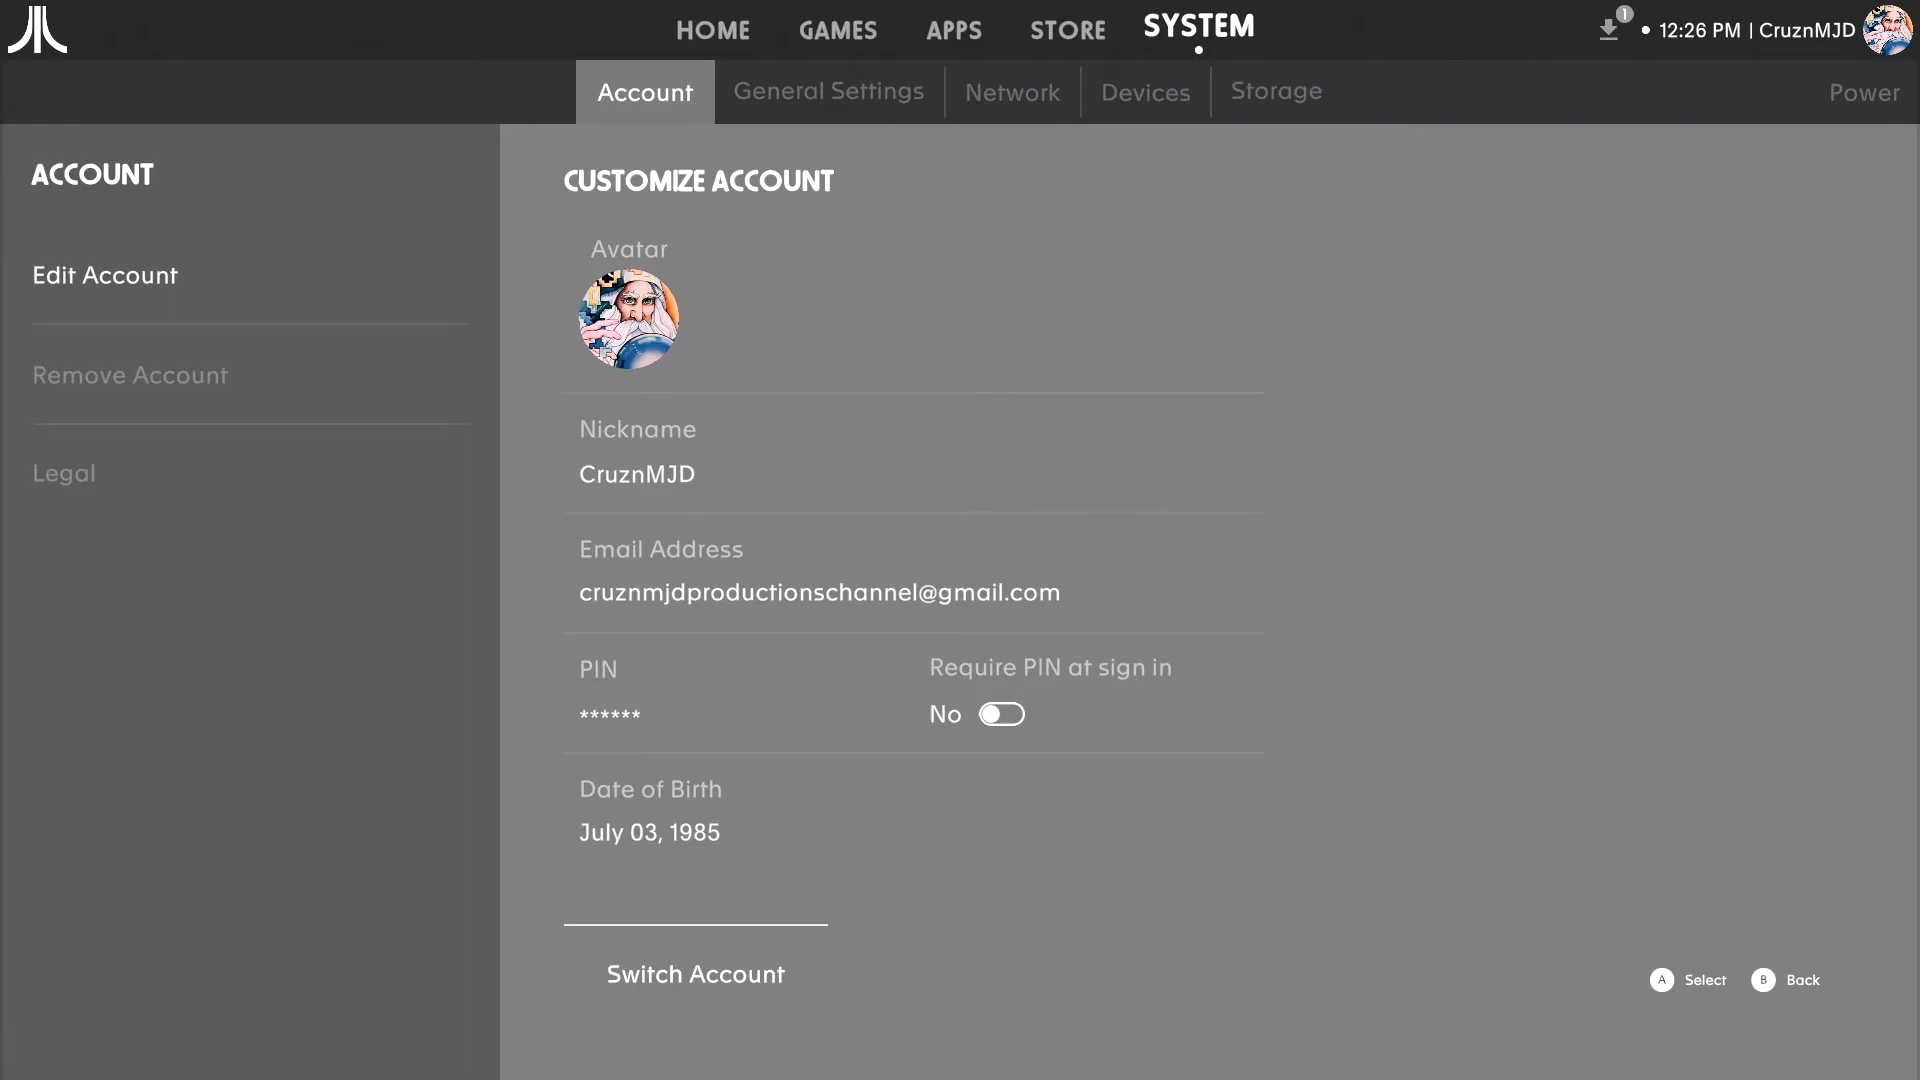 HOME GAMES APPS STORE SYSTEM
1
12:26 PM | CruznMJD
Account General Settings Network Devices Storage Power
ACCOUNT
Edit Account
Remove Account
Legal
CUSTOMIZE ACCOUNT
Avatar
Nickname
CruznMJD
Email Address
cruznmjdproductionschannel@gmail.com
PIN Require PIN at sign in
****** No
Date of Birth
July 03, 1985
Switch Account
A Select B Back